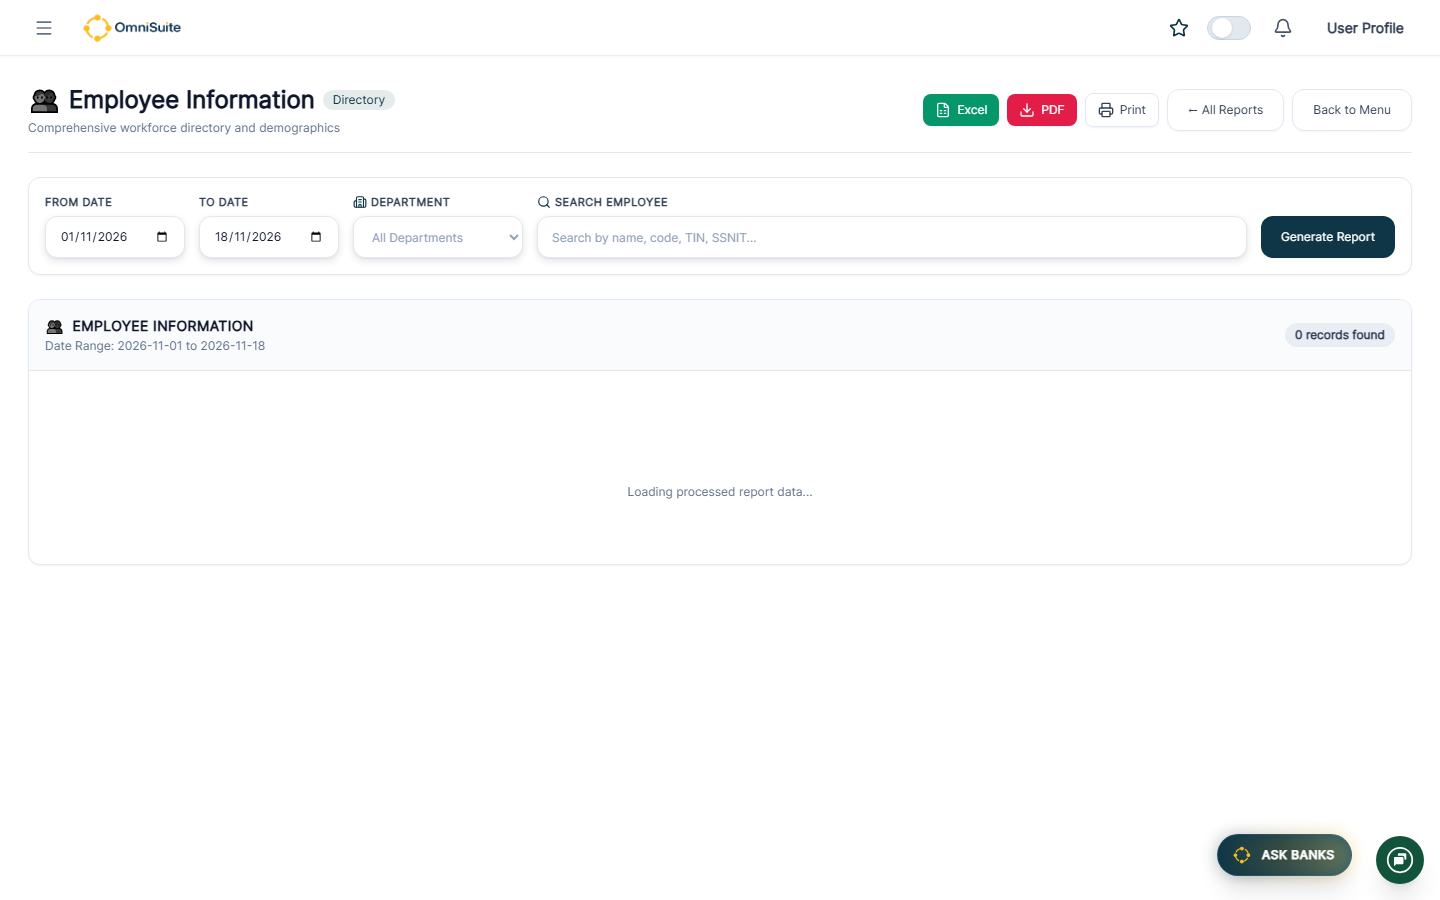 OmniSuite
User Profile
Employee Information
Directory
Comprehensive workforce directory and demographics
Excel
PDF
Print
← All Reports
Back to Menu
FROM DATE
TO DATE
DEPARTMENT
SEARCH EMPLOYEE
01/11/2026
18/11/2026
All Departments
Search by name, code, TIN, SSNIT...
Generate Report
EMPLOYEE INFORMATION
Date Range: 2026-11-01 to 2026-11-18
0 records found
Loading processed report data...
ASK BANKS